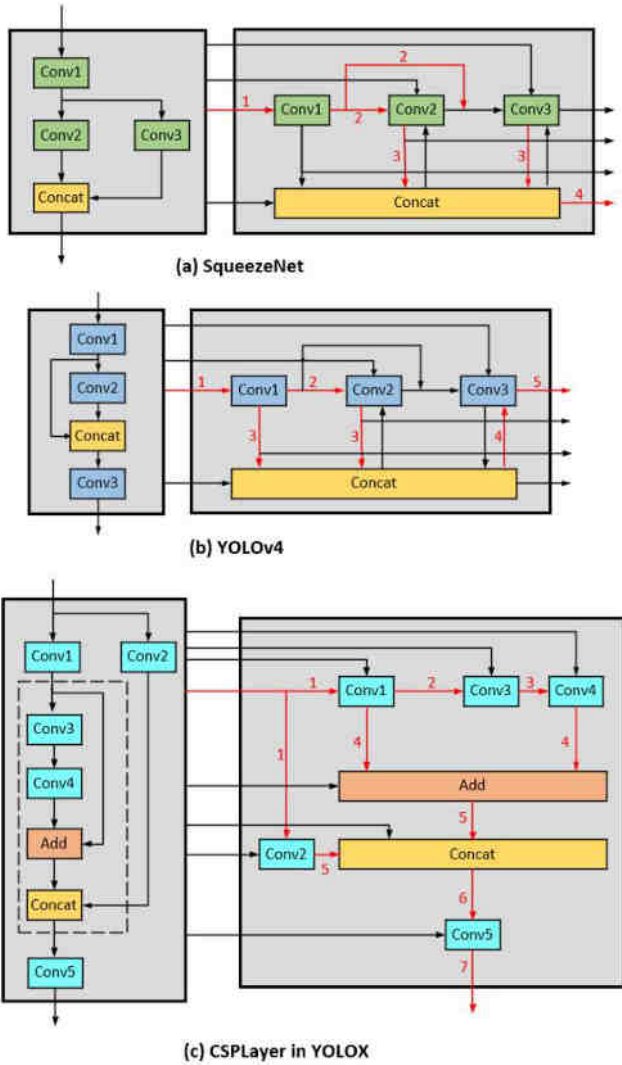 Conv1
Conv2
Conv3
Concat
1
Conv1
2
2
Conv2
Conv3
3
3
Concat
4
(a) SqueezeNet
Conv1
Conv2
Concat
Conv3
1
Conv1
2
Conv2
Conv3
5
3
3
4
Concat
(b) YOLOv4
Conv1
Conv2
Conv3
Conv4
Add
Concat
Conv5
1
Conv1
2
Conv3
3
Conv4
1
4
4
Add
5
Conv2
5
Concat
6
Conv5
7
(c) CSPLayer in YOLOX